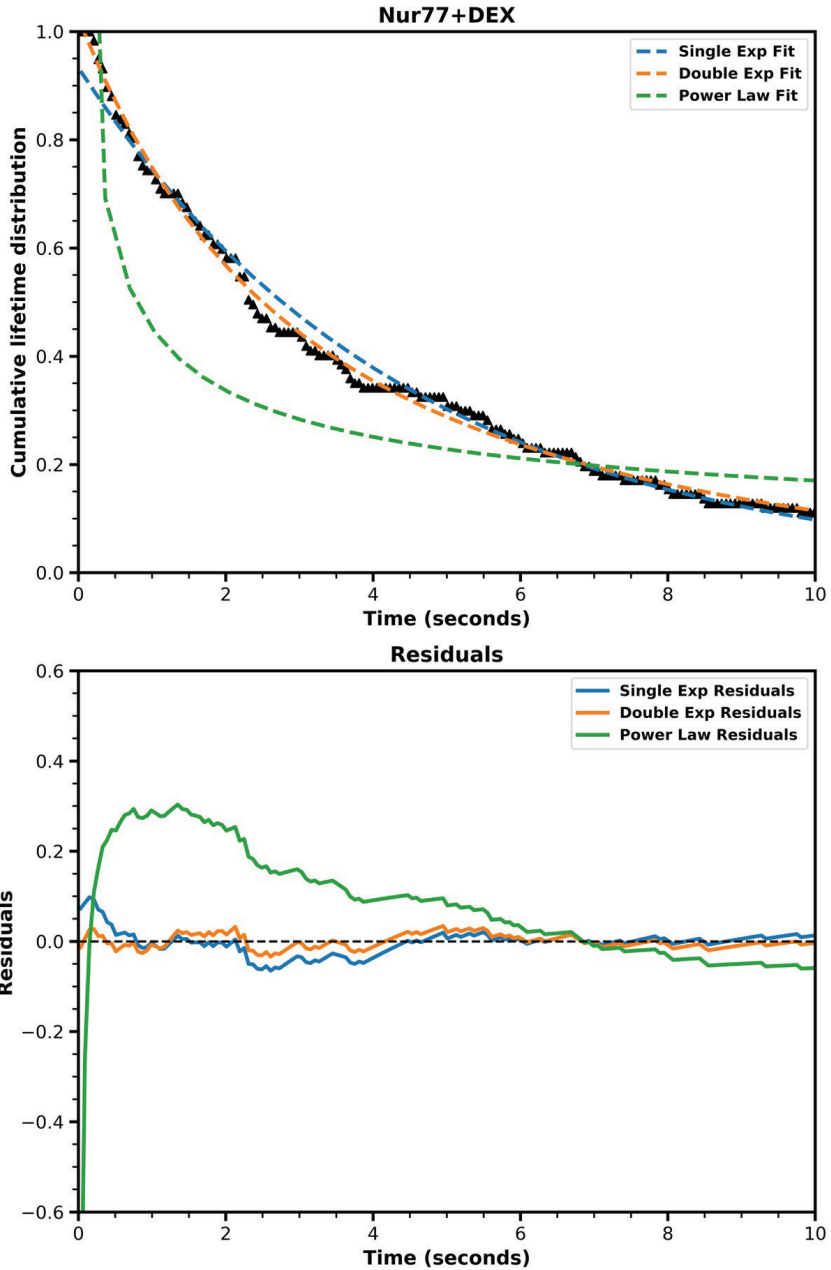 Nur77+DEX
Cumulative lifetime distribution
1.0
0.8
0.6
0.4
0.2
0.0
Single Exp Fit
Double Exp Fit
Power Law Fit
0 2 4 6 8 10
Time (seconds)
Residuals
Residuals
0.6
0.4
0.2
0.0
−0.2
−0.4
−0.6
Single Exp Residuals
Double Exp Residuals
Power Law Residuals
0 2 4 6 8 10
Time (seconds)